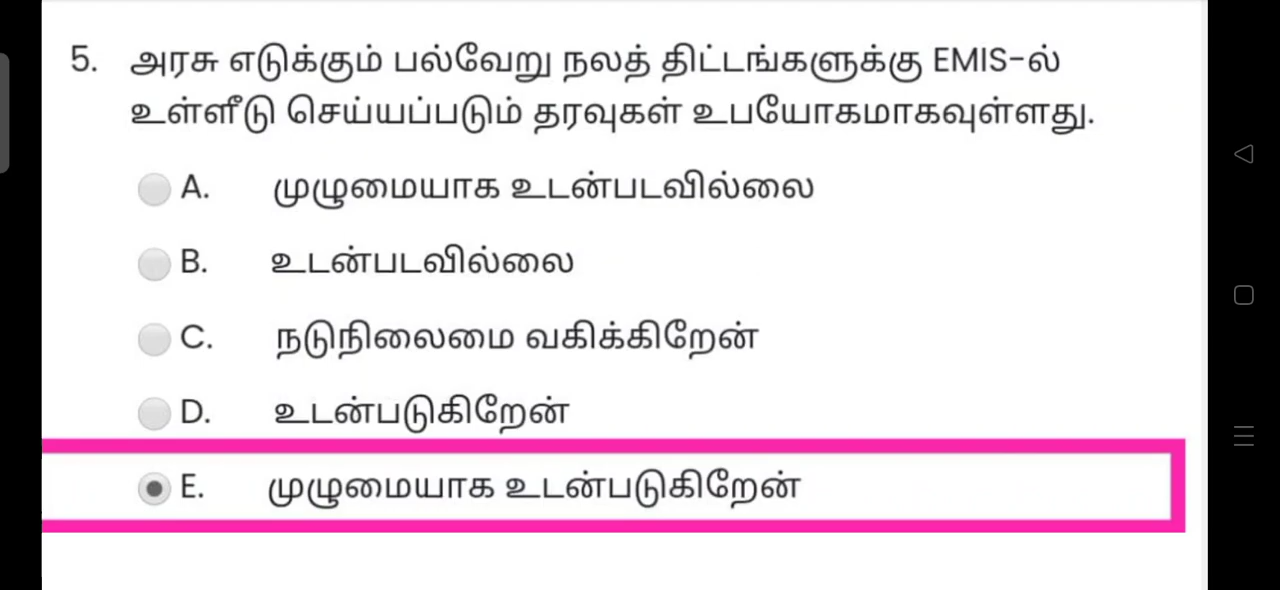 5. அரசு எடுக்கும் பல்வேறு நலத் திட்டங்களுக்கு EMIS-ல்
உள்ளீடு செய்யப்படும் தரவுகள் உபயோகமாகவுள்ளது.
A. முழுமையாக உடன்படவில்லை
B. உடன்படவில்லை
C. நடுநிலைமை வகிக்கிறேன்
D. உடன்படுகிறேன்
E. முழுமையாக உடன்படுகிறேன்